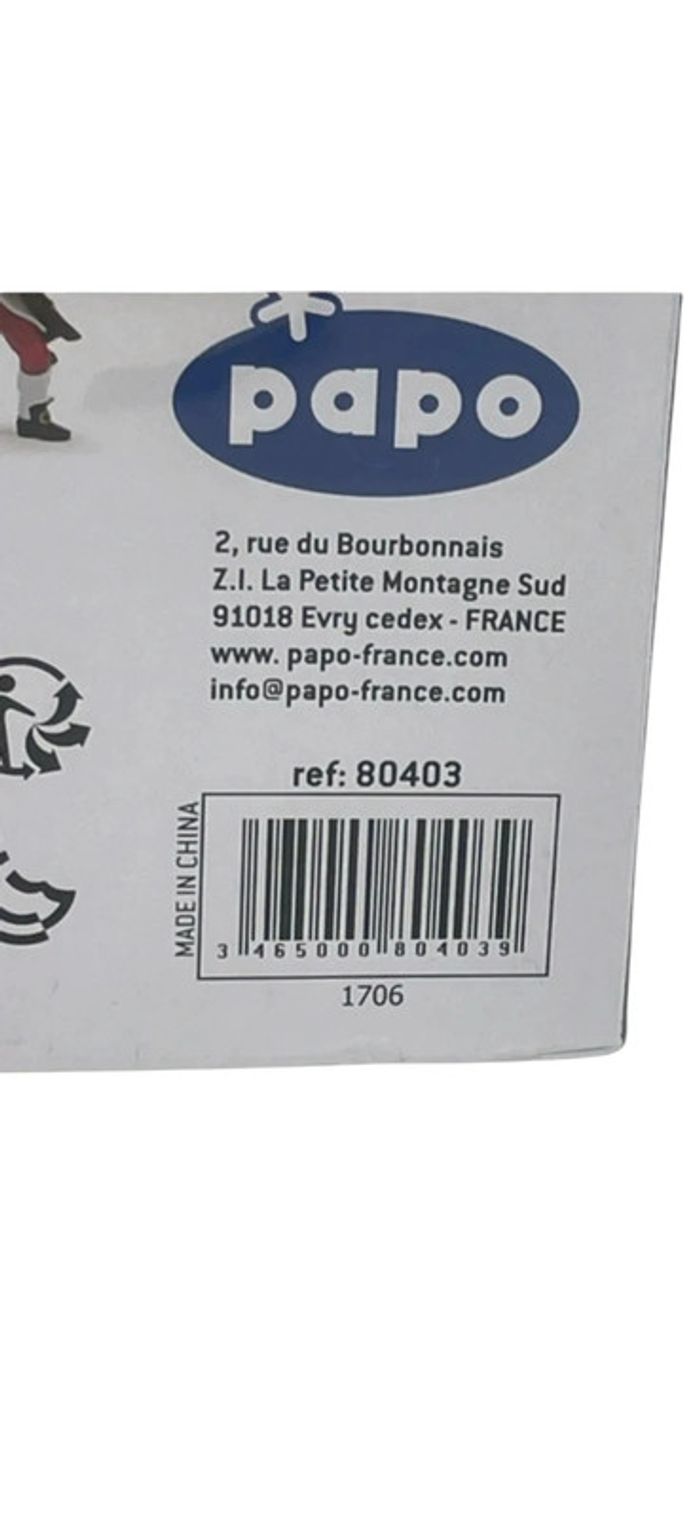 papo
2, rue du Bourbonnais
Z.I. La Petite Montagne Sud
91018 Evry cedex - FRANCE
www. papo-france.com
info@papo-france.com
ref: 80403
MADE IN CHINA
3 465000 804039
1706